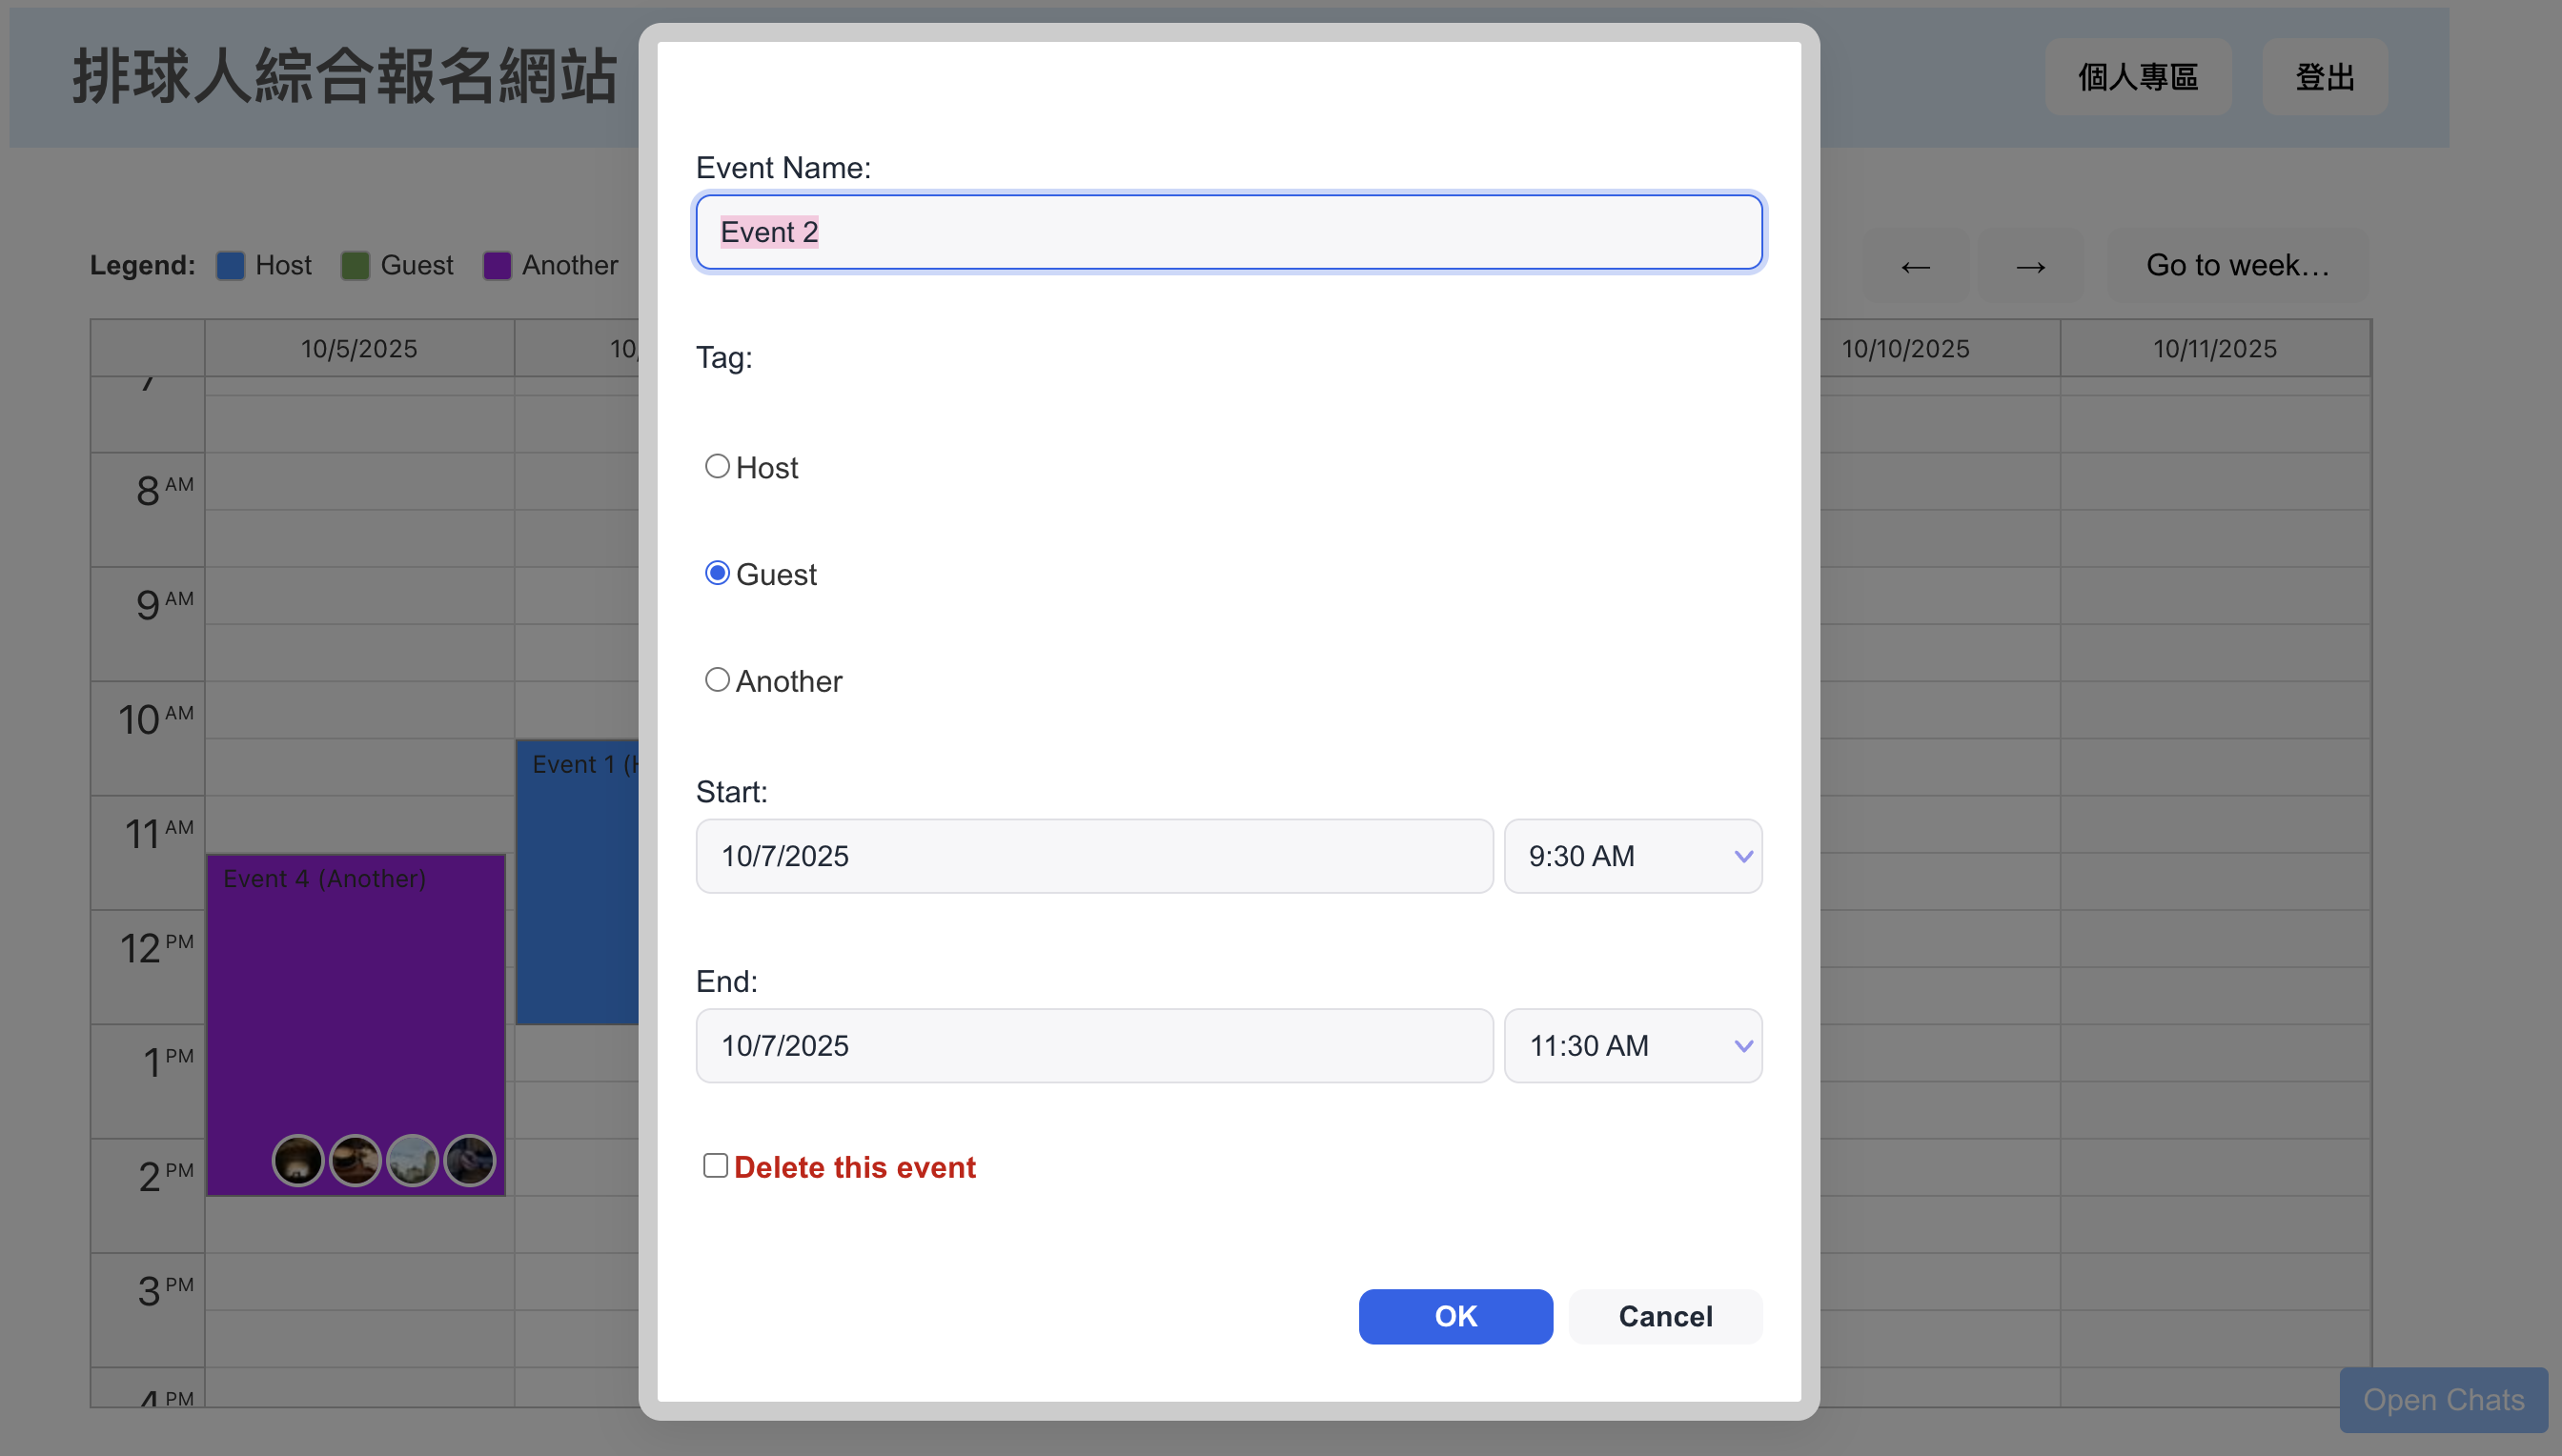 排球人綜合報名網站
個人專區
登出
Legend: Host Guest Another
← → Go to week…
10/5/2025
10/10/2025
10/11/2025
8 AM
9 AM
10 AM
11 AM
12 PM
1 PM
2 PM
3 PM
4 PM
Event 4 (Another)
Event 1
Event Name:
Event 2
Tag:
Host
Guest
Another
Start:
10/7/2025 9:30 AM
End:
10/7/2025 11:30 AM
Delete this event
OK Cancel
Open Chats